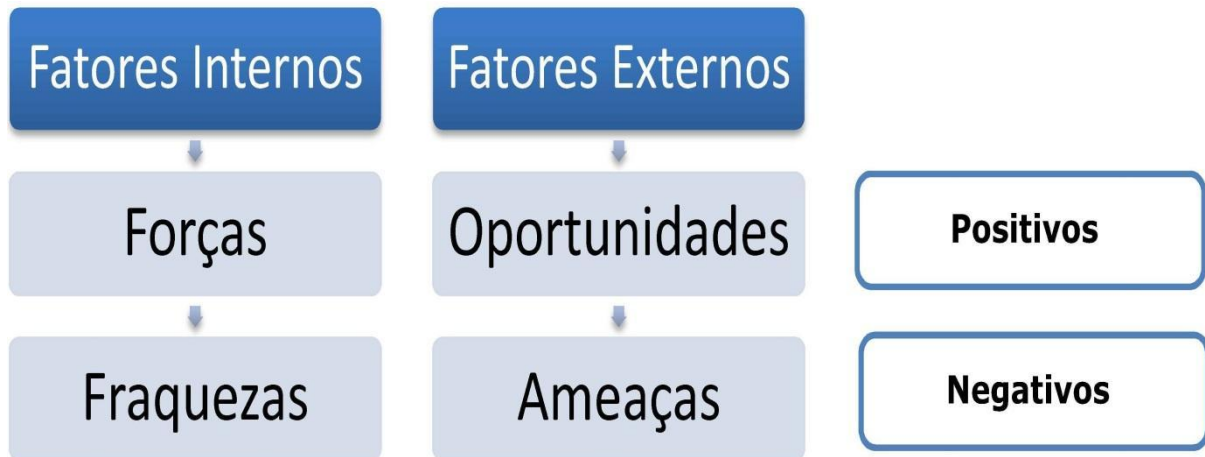 Fatores Internos
Fatores Externos
Forças
Oportunidades
Positivos
Fraquezas
Ameaças
Negativos